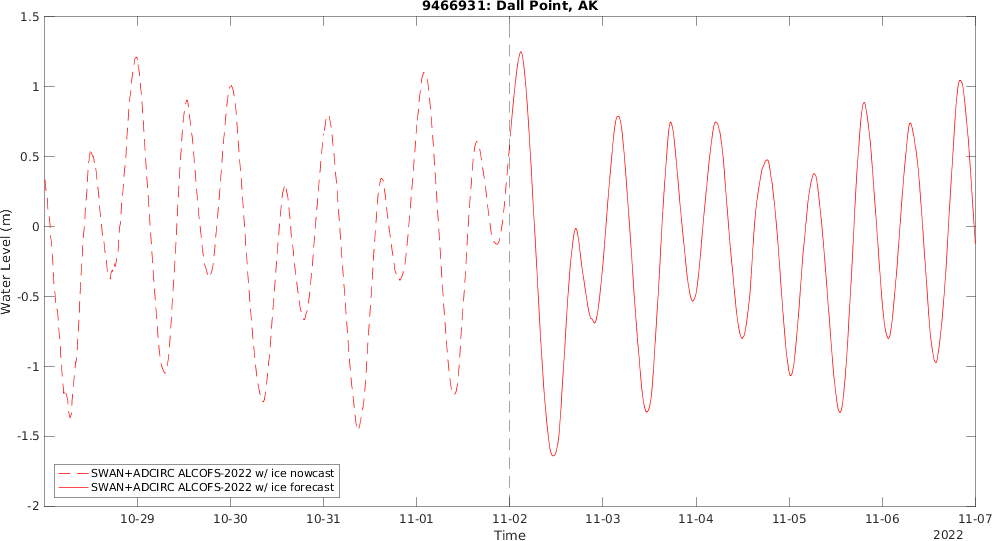 9466931: Dall Point, AK
1.5
1
0.5
0
-0.5
-1
-1.5
-2
Water Level (m)
SWAN+ADCIRC ALCOFS-2022 w/ ice nowcast
SWAN+ADCIRC ALCOFS-2022 w/ ice forecast
10-29 10-30 10-31 11-01 11-02 11-03 11-04 11-05 11-06 11-07
Time
2022